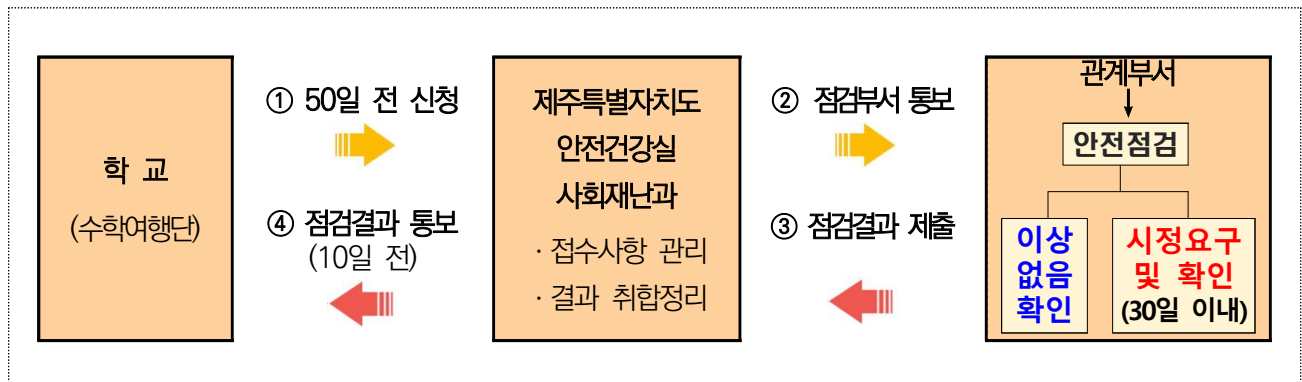 학 교
(수학여행단)
① 50일 전 신청
④ 점검결과 통보
(10일 전)
제주특별자치도
안전건강실
사회재난과
· 접수사항 관리
· 결과 취합정리
② 점검부서 통보
③ 점검결과 제출
관계부서
안전점검
이상
없음
확인
시정요구
및 확인
(30일 이내)